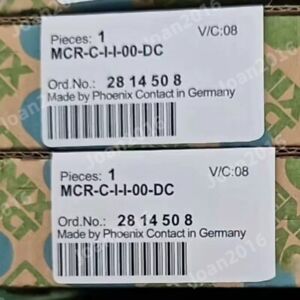 Pieces: 1 V/C:08
MCR-C-I-I-00-DC
Ord.No.: 28 14 50 8
Made by Phoenix Contact in Germany
Pieces: 1 V/C:08
MCR-C-I-I-00-DC
Ord.No.: 28 14 50 8
Made by Phoenix Contact in Germany
Joan2016